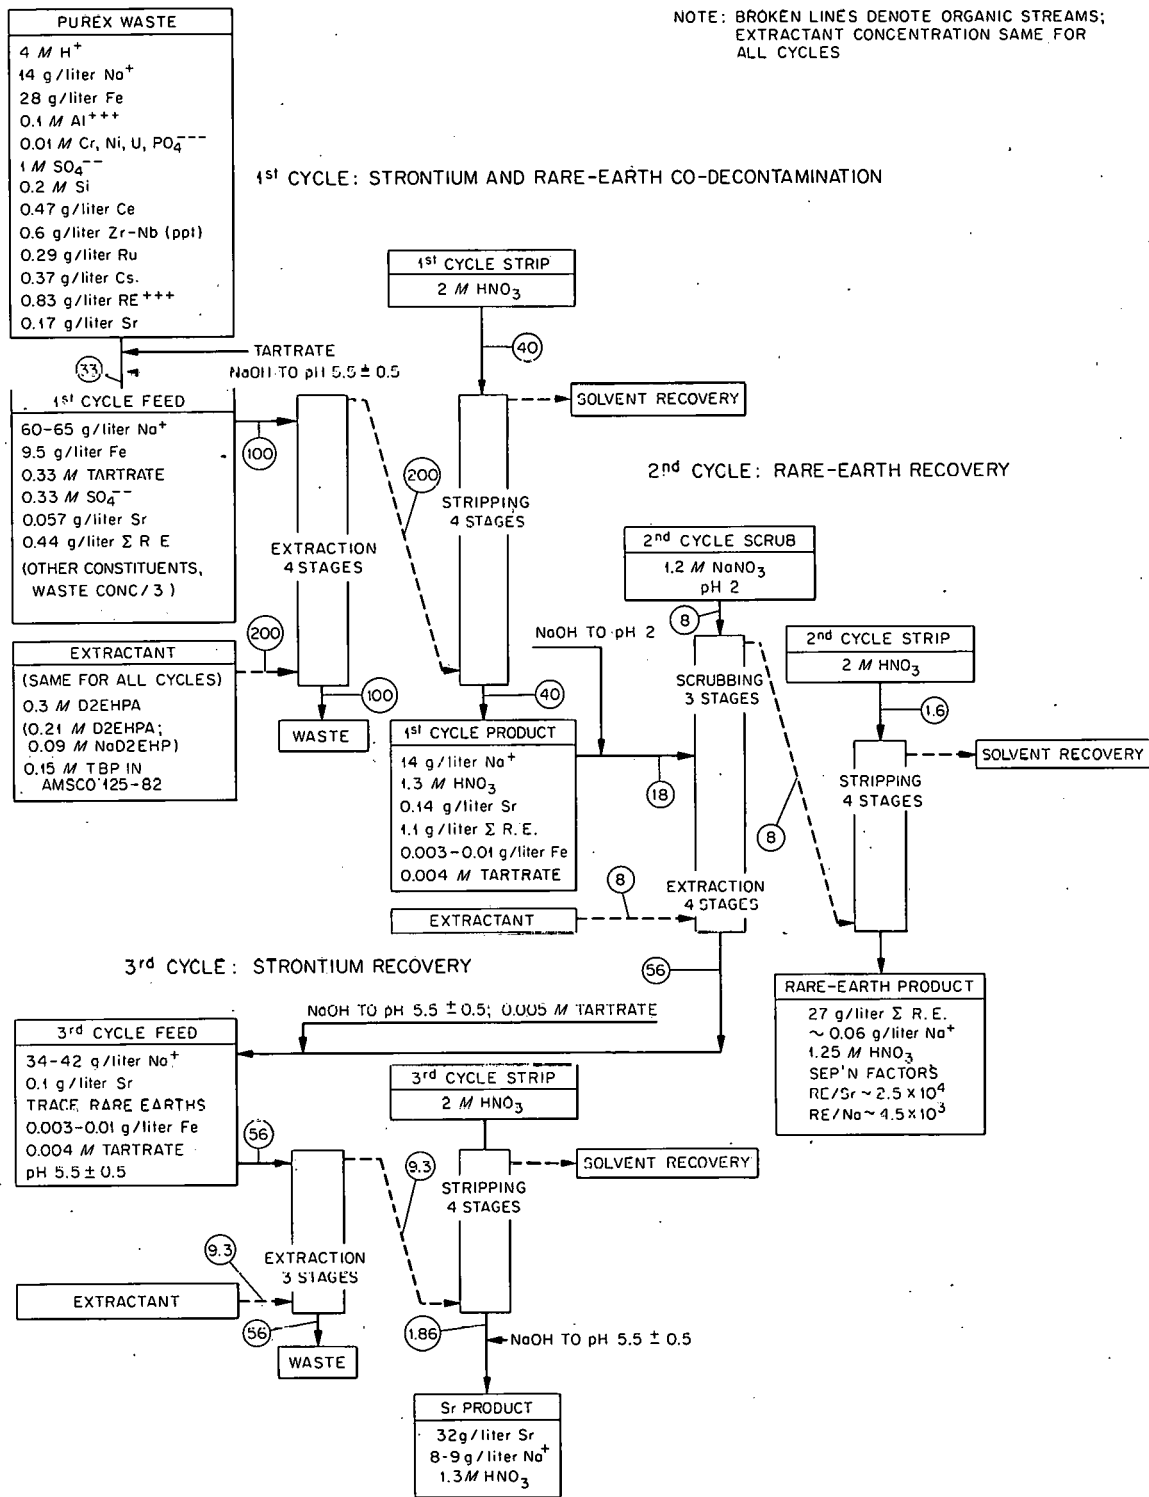 NOTE: BROKEN LINES DENOTE ORGANIC STREAMS;
EXTRACTANT CONCENTRATION SAME FOR
ALL CYCLES
PUREX WASTE
4 M H+
14 g/liter Na+
28 g/liter Fe
0.1 M Al+++
0.01 M Cr, Ni, U, PO4---
1 M SO4--
0.2 M Si
0.47 g/liter Ce
0.6 g/liter Zr-Nb (ppt)
0.29 g/liter Ru
0.37 g/liter Cs.
0.83 g/liter RE+++
0.17 g/liter Sr
1st CYCLE: STRONTIUM AND RARE-EARTH CO-DECONTAMINATION
1st CYCLE STRIP
2 M HNO3
TARTRATE
33
NaOH TO pH 5.5 ± 0.5
40
1st CYCLE FEED
60-65 g/liter Na+
9.5 g/liter Fe
0.33 M TARTRATE
0.33 M SO4--
0.057 g/liter Sr
0.44 g/liter Σ R E
(OTHER CONSTITUENTS,
WASTE CONC/3)
100
SOLVENT RECOVERY
200
STRIPPING
4 STAGES
EXTRACTION
4 STAGES
2nd CYCLE: RARE-EARTH RECOVERY
2nd CYCLE SCRUB
1.2 M NaNO3
pH 2
8
NaOH TO pH 2
2nd CYCLE STRIP
2 M HNO3
1.6
EXTRACTANT
(SAME FOR ALL CYCLES)
0.3 M D2EHPA
(0.21 M D2EHPA;
0.09 M NaD2EHP)
0.15 M TBP IN
AMSCO 125-82
200
100
WASTE
40
SCRUBBING
3 STAGES
1st CYCLE PRODUCT
14 g/liter Na+
1.3 M HNO3
0.14 g/liter Sr
1.1 g/liter Σ R.E.
0.003-0.01 g/liter Fe
0.004 M TARTRATE
18
SOLVENT RECOVERY
STRIPPING
4 STAGES
8
EXTRACTION
4 STAGES
EXTRACTANT
8
56
3rd CYCLE: STRONTIUM RECOVERY
NaOH TO pH 5.5 ± 0.5; 0.005 M TARTRATE
RARE-EARTH PRODUCT
27 g/liter Σ R.E.
~ 0.06 g/liter Na+
1.25 M HNO3
SEP'N FACTORS
RE/Sr ~ 2.5 × 10^4
RE/Na ~ 4.5 × 10^3
3rd CYCLE FEED
34-42 g/liter Na+
0.1 g/liter Sr
TRACE RARE EARTHS
0.003-0.01 g/liter Fe
0.004 M TARTRATE
pH 5.5 ± 0.5
56
3rd CYCLE STRIP
2 M HNO3
SOLVENT RECOVERY
9.3
STRIPPING
4 STAGES
EXTRACTION
3 STAGES
9.3
EXTRACTANT
56
WASTE
1.86
NaOH TO pH 5.5 ± 0.5
Sr PRODUCT
32g/liter Sr
8-9 g/liter Na+
1.3 M HNO3